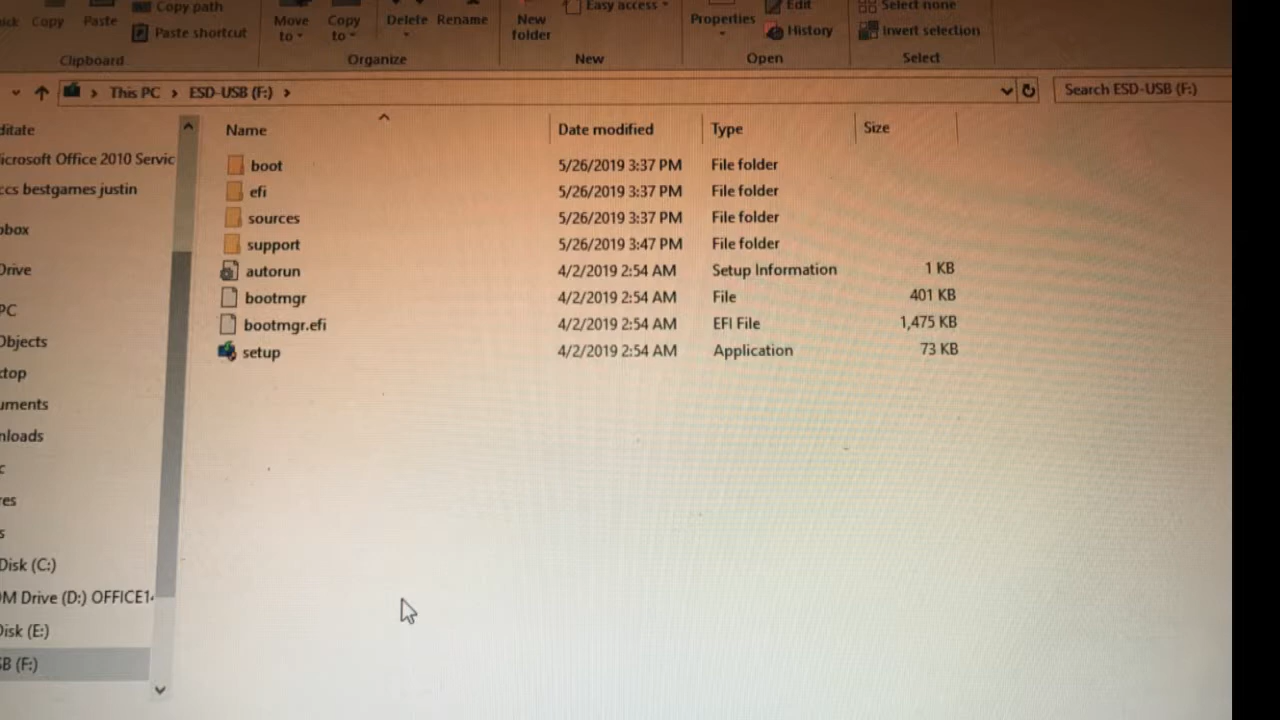 Copy path
Easy access
Edit
Select none
Copy Paste
Move Copy Delete Rename New Properties
Paste shortcut
to to folder
History
Invert selection
Clipboard Organize New Open Select
This PC ESD-USB (F:) Search ESD-USB (F:)
Name Date modified Type Size
boot 5/26/2019 3:37 PM File folder
efi 5/26/2019 3:37 PM File folder
sources 5/26/2019 3:37 PM File folder
support 5/26/2019 3:47 PM File folder
autorun 4/2/2019 2:54 AM Setup Information 1 KB
bootmgr 4/2/2019 2:54 AM File 401 KB
bootmgr.efi 4/2/2019 2:54 AM EFI File 1,475 KB
setup 4/2/2019 2:54 AM Application 73 KB
ditate
icrosoft Office 2010 Servic
ccs bestgames justin
box
Drive
PC
Objects
ktop
uments
nloads
c
res
s
Disk (C:)
OM Drive (D:) OFFICE14
Disk (E:)
SB (F:)